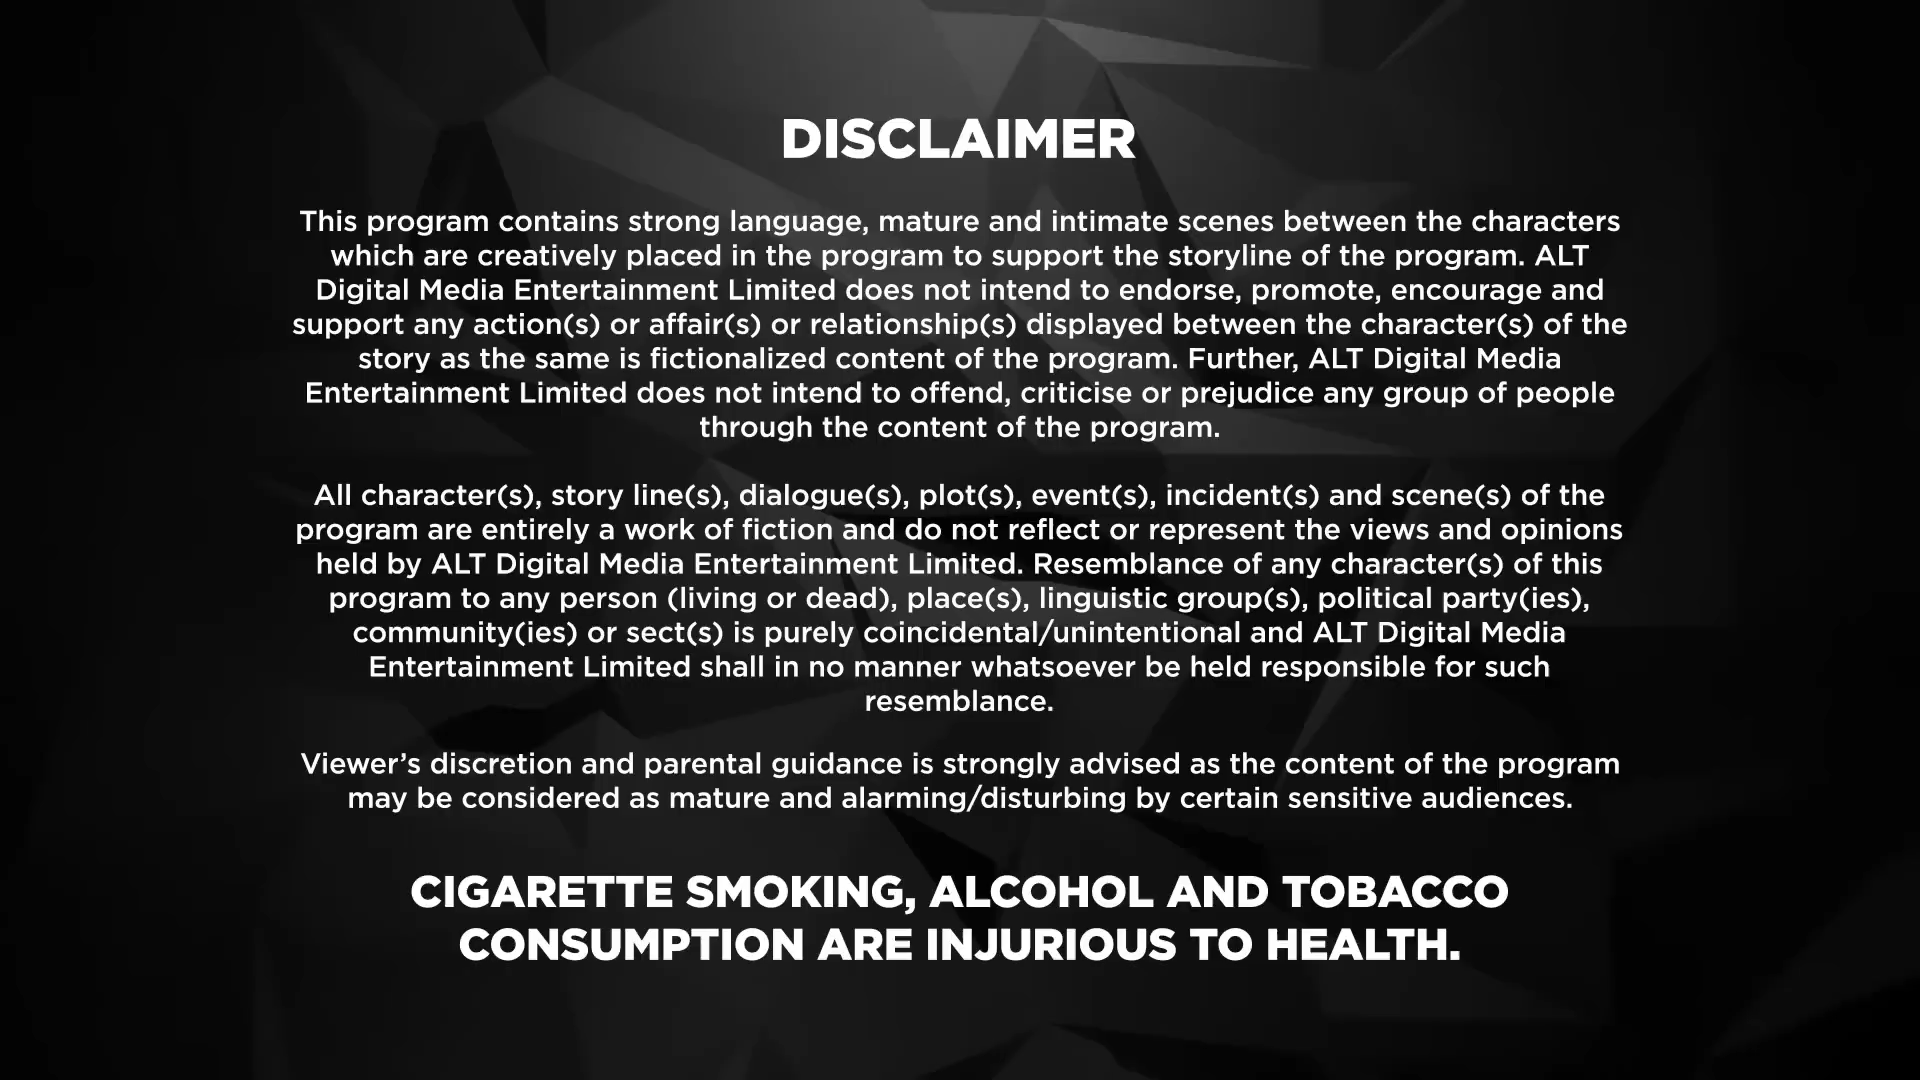 DISCLAIMER
This program contains strong language, mature and intimate scenes between the characters
which are creatively placed in the program to support the storyline of the program. ALT
Digital Media Entertainment Limited does not intend to endorse, promote, encourage and
support any action(s) or affair(s) or relationship(s) displayed between the character(s) of the
story as the same is fictionalized content of the program. Further, ALT Digital Media
Entertainment Limited does not intend to offend, criticise or prejudice any group of people
through the content of the program.
All character(s), story line(s), dialogue(s), plot(s), event(s), incident(s) and scene(s) of the
program are entirely a work of fiction and do not reflect or represent the views and opinions
held by ALT Digital Media Entertainment Limited. Resemblance of any character(s) of this
program to any person (living or dead), place(s), linguistic group(s), political party(ies),
community(ies) or sect(s) is purely coincidental/unintentional and ALT Digital Media
Entertainment Limited shall in no manner whatsoever be held responsible for such
resemblance.
Viewer’s discretion and parental guidance is strongly advised as the content of the program
may be considered as mature and alarming/disturbing by certain sensitive audiences.
CIGARETTE SMOKING, ALCOHOL AND TOBACCO
CONSUMPTION ARE INJURIOUS TO HEALTH.